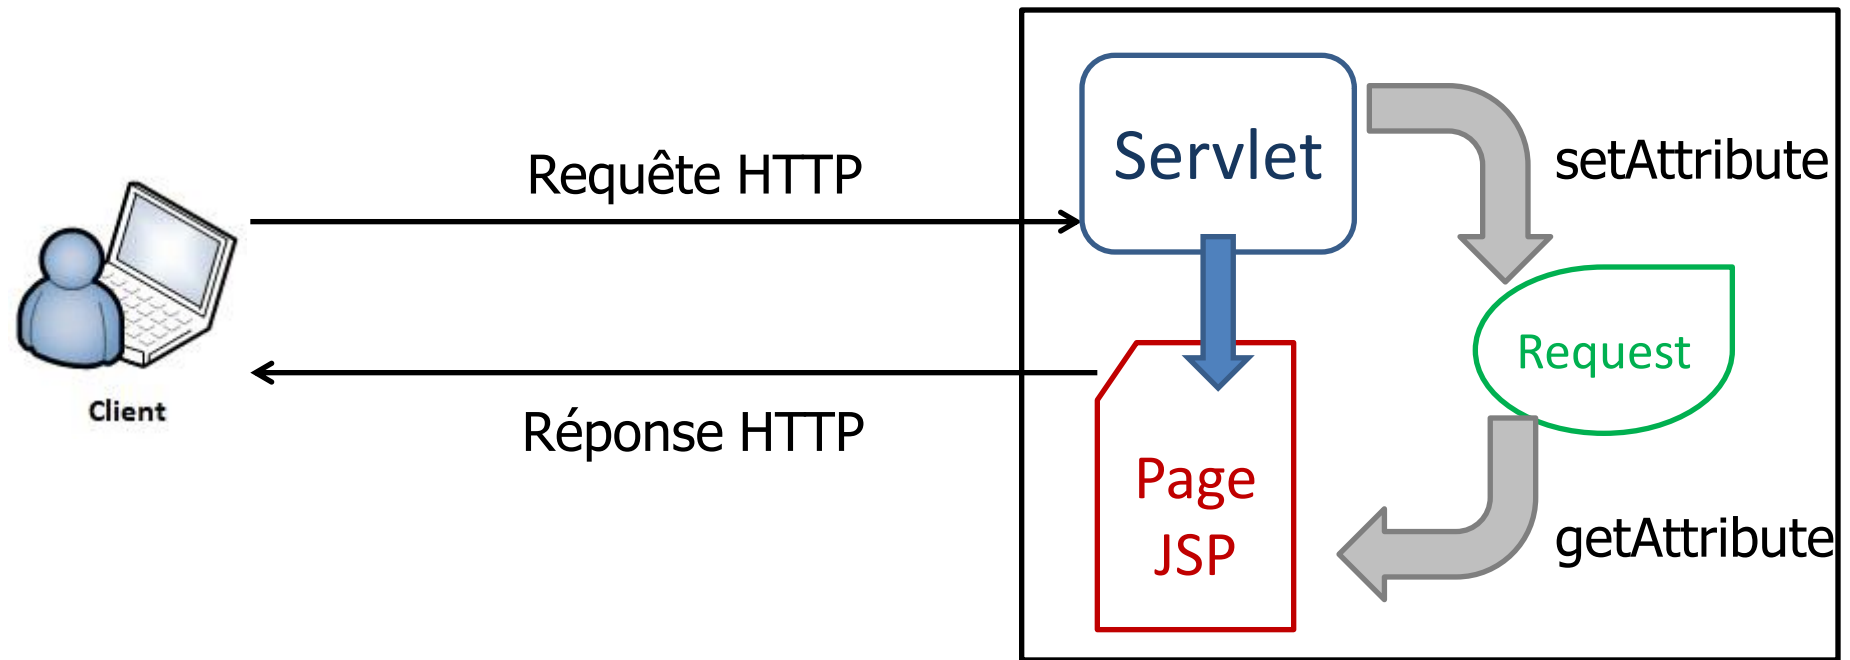 Servlet
Requête HTTP
setAttribute
Request
Client
Réponse HTTP
Page
JSP
getAttribute